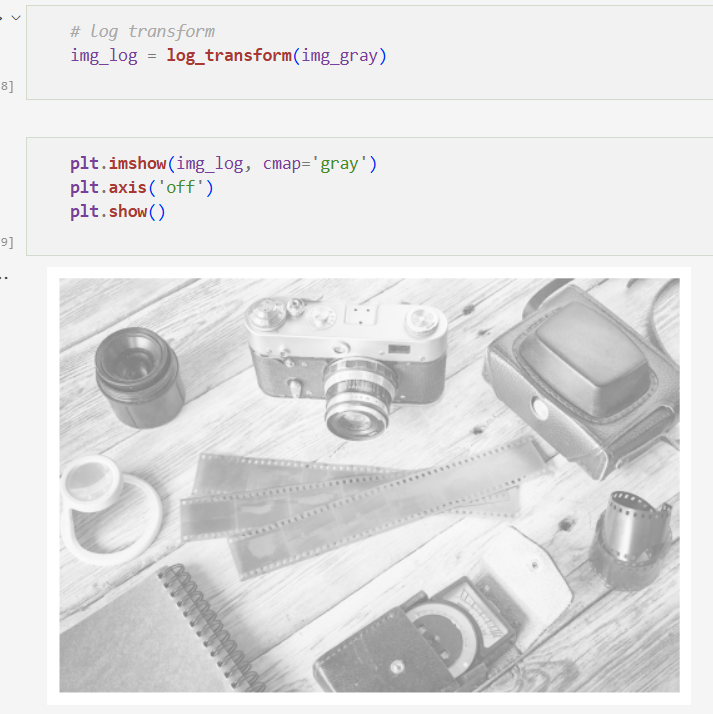 # log transform
img_log = log_transform(img_gray)
8]
plt.imshow(img_log, cmap='gray')
plt.axis('off')
plt.show()
9]
..